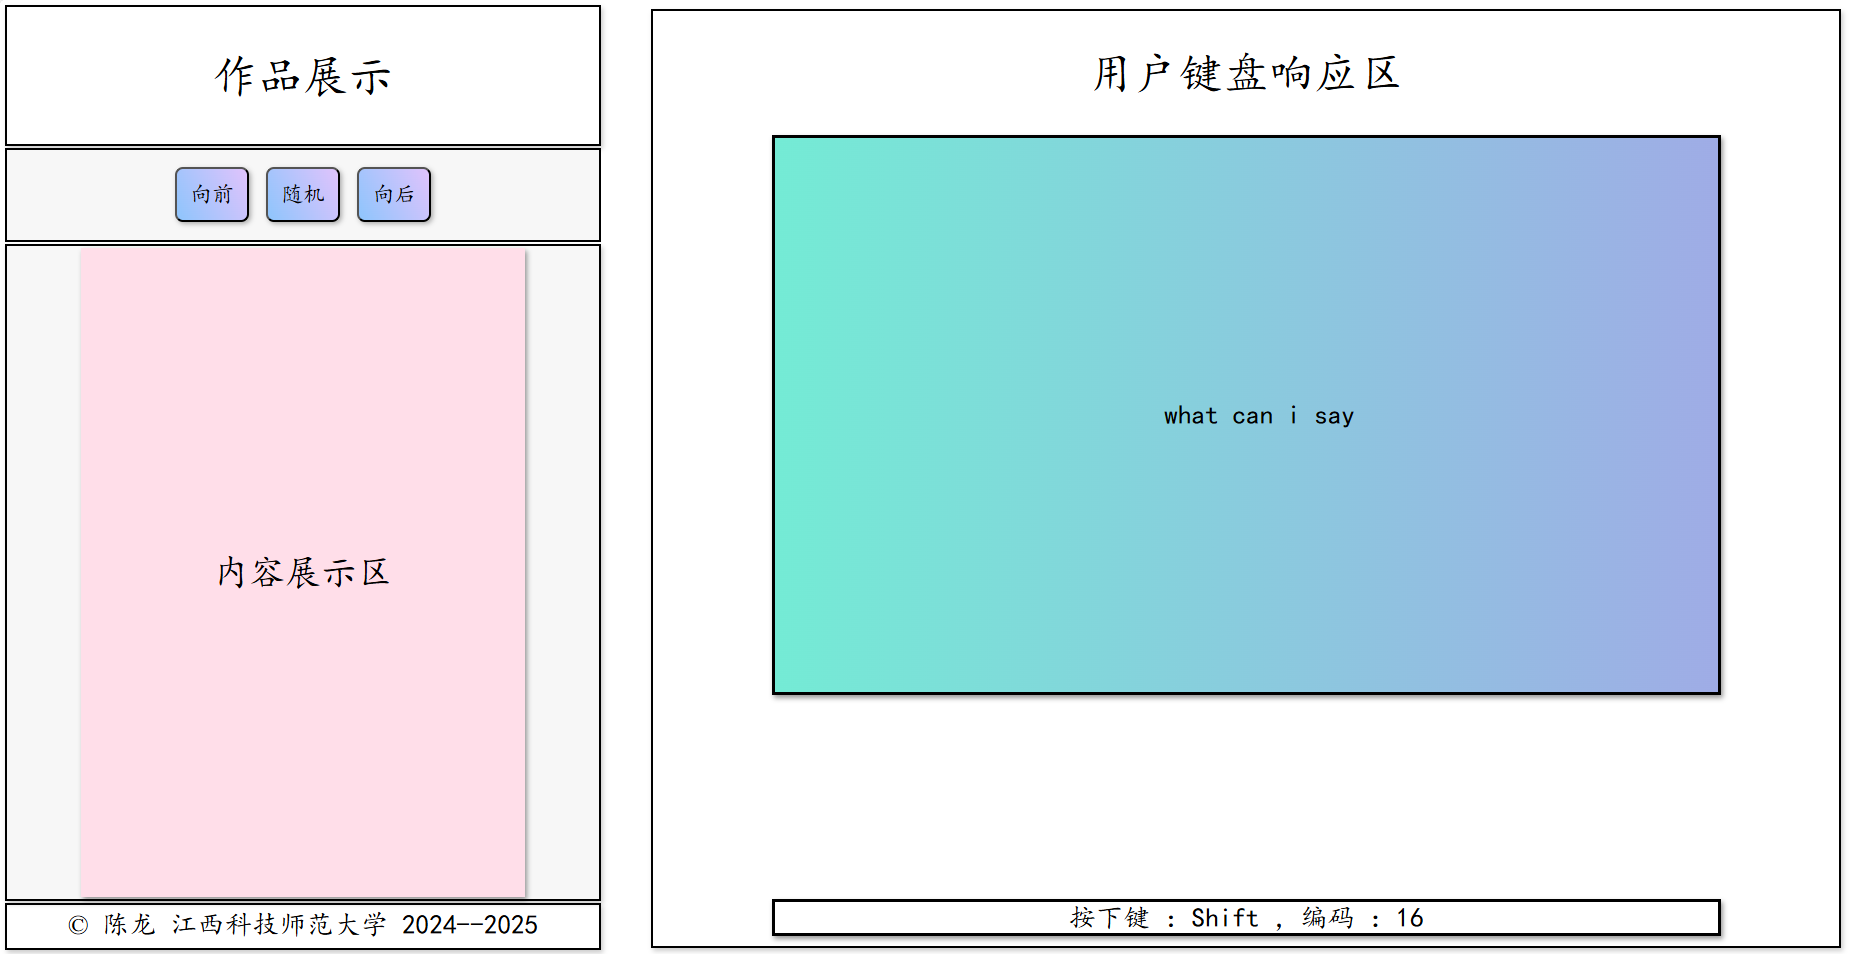 作品展示
向前 随机 向后
内容展示区
© 陈龙 江西科技师范大学 2024--2025
用户键盘响应区
what can i say
按下键 : Shift , 编码 : 16